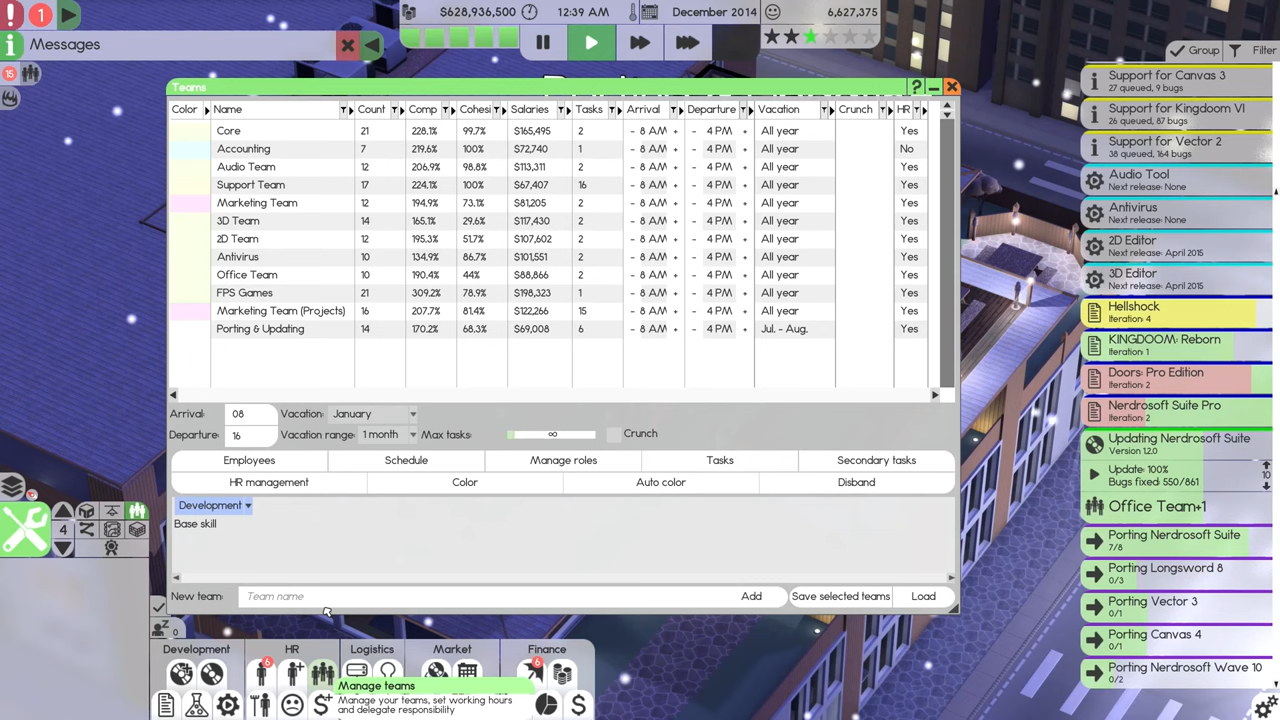 1
$628,936,500
12:39 AM
December 2014
6,627,375
Messages
15
Group
Filter
Teams
?
Color Name Count Comp Cohesi Salaries Tasks Arrival Departure Vacation Crunch HR
Core 21 228.1% 99.7% $165,495 2 - 8 AM + - 4 PM + All year Yes
Accounting 7 219.6% 100% $72,740 1 - 8 AM + - 4 PM + All year No
Audio Team 12 206.9% 98.8% $113,311 2 - 8 AM + - 4 PM + All year Yes
Support Team 17 224.1% 100% $67,407 16 - 8 AM + - 4 PM + All year Yes
Marketing Team 12 194.9% 73.1% $81,205 2 - 8 AM + - 4 PM + All year Yes
3D Team 14 165.1% 29.6% $117,430 2 - 8 AM + - 4 PM + All year Yes
2D Team 12 195.3% 51.7% $107,602 2 - 8 AM + - 4 PM + All year Yes
Antivirus 10 134.9% 86.7% $101,551 2 - 8 AM + - 4 PM + All year Yes
Office Team 10 190.4% 44% $88,866 2 - 8 AM + - 4 PM + All year Yes
FPS Games 21 309.2% 78.9% $198,323 1 - 8 AM + - 4 PM + All year Yes
Marketing Team (Projects) 16 207.7% 81.4% $122,266 15 - 8 AM + - 4 PM + All year Yes
Porting & Updating 14 170.2% 68.3% $69,008 6 - 8 AM + - 4 PM + Jul. - Aug. Yes
Arrival: 08 Vacation: January
Departure: 16 Vacation range: 1 month Max tasks: ∞ Crunch
Employees Schedule Manage roles Tasks Secondary tasks
HR management Color Auto color Disband
Development
Base skill
New team: Team name Add Save selected teams Load
Support for Canvas 3
27 queued, 9 bugs
Support for Kingdom VI
26 queued, 87 bugs
Support for Vector 2
38 queued, 164 bugs
Audio Tool
Next release: None
Antivirus
Next release: None
2D Editor
Next release: April 2015
3D Editor
Next release: April 2015
Hellshock
Iteration: 4
KINGDOOM: Reborn
Iteration: 1
Doors: Pro Edition
Iteration: 2
Nerdrosoft Suite Pro
Iteration: 2
Updating Nerdrosoft Suite
Version 1.2.0
Update: 100%
Bugs fixed: 550/861
10
Office Team+1
Porting Nerdrosoft Suite
7/8
Porting Longsword 8
0/3
Porting Vector 3
0/1
Porting Canvas 4
0/1
Porting Nerdrosoft Wave 10
0/2
4
0
Development HR Logistics Market Finance
6
6
Manage teams
Manage your teams, set working hours
and delegate responsibility